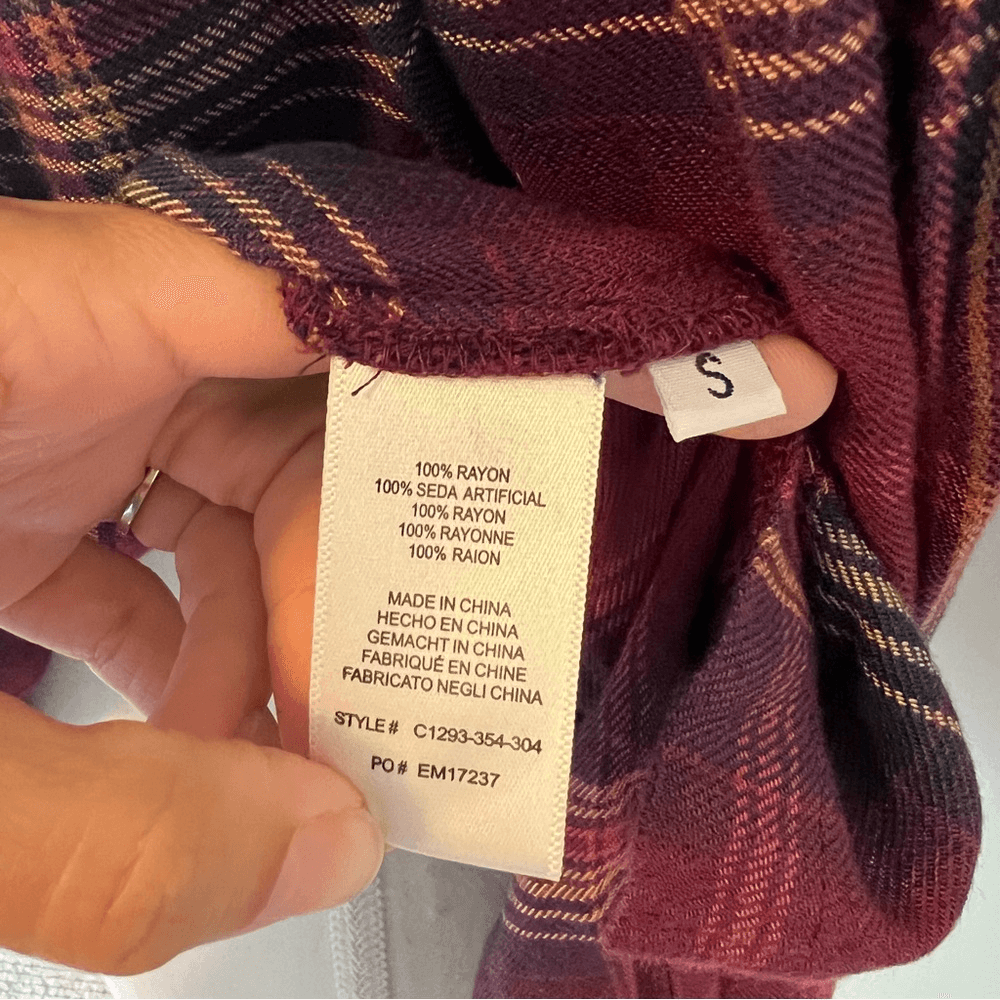 S
100% RAYON
100% SEDA ARTIFICIAL
100% RAYON
100% RAYONNE
100% RAION
MADE IN CHINA
HECHO EN CHINA
GEMACHT IN CHINA
FABRIQUÉ EN CHINE
FABRICATO NEGLI CHINA
STYLE# C1293-354-304
PO# EM17237